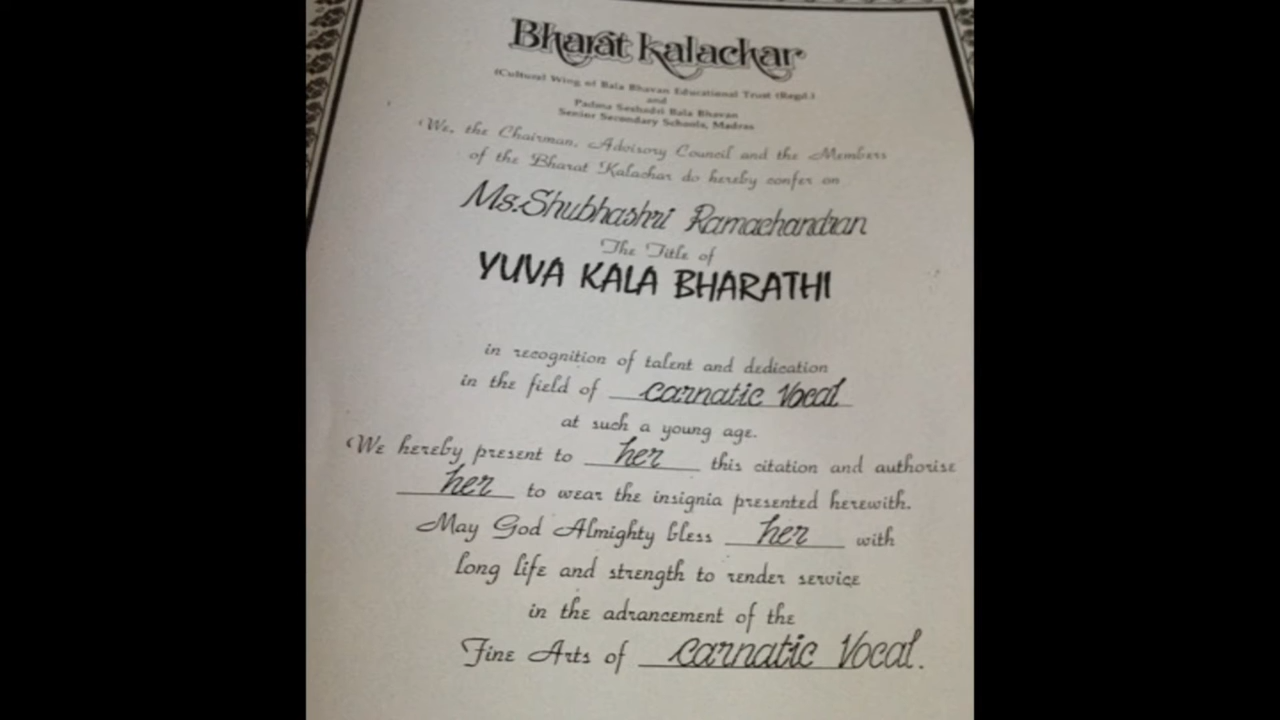 Bharat Kalachar
(Cultural Wing of Bala Bhavan Educational Trust (Regd.)
and
Padma Seshadri Bala Bhavan
Senior Secondary Schools, Madras
We, the Chairman, Advisory Council and the Members
of the Bharat Kalachar do hereby confer on
Ms.Shubhashri Ramachandran
The Title of
YUVA KALA BHARATHI
in recognition of talent and dedication
in the field of carnatic Vocal
at such a young age.
We hereby present to her this citation and authorise
her to wear the insignia presented herewith.
May God Almighty bless her with
long life and strength to render service
in the advancement of the
Fine Arts of carnatic Vocal.